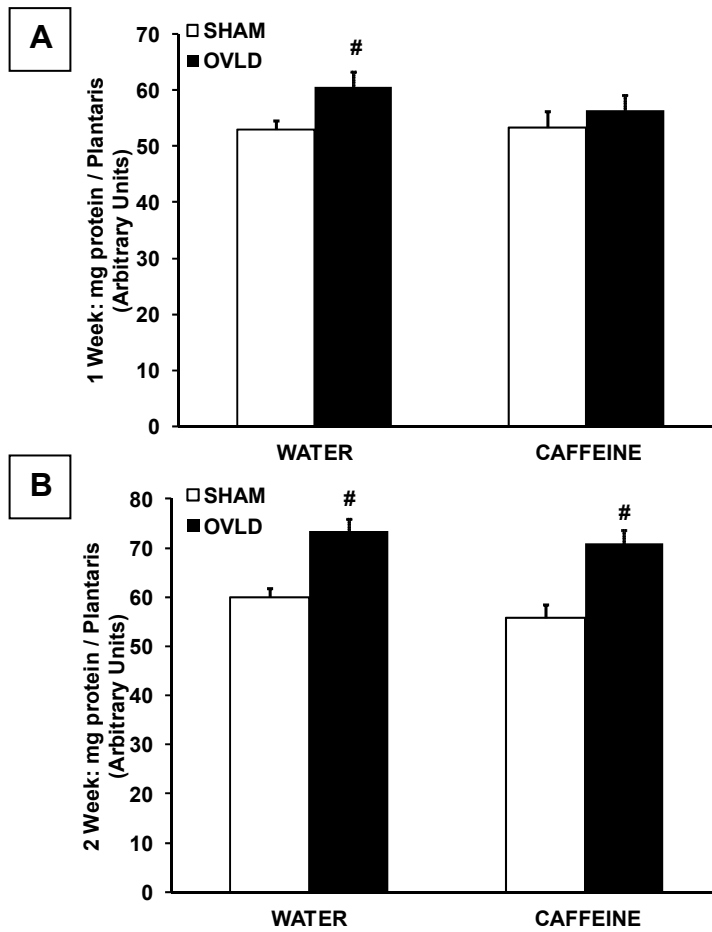 A
1 Week: mg protein / Plantaris
(Arbitrary Units)
70
60
50
40
30
20
10
0
SHAM
OVLD
#
WATER
CAFFEINE
B
2 Week: mg protein / Plantaris
(Arbitrary Units)
80
70
60
50
40
30
20
10
0
SHAM
OVLD
#
#
WATER
CAFFEINE